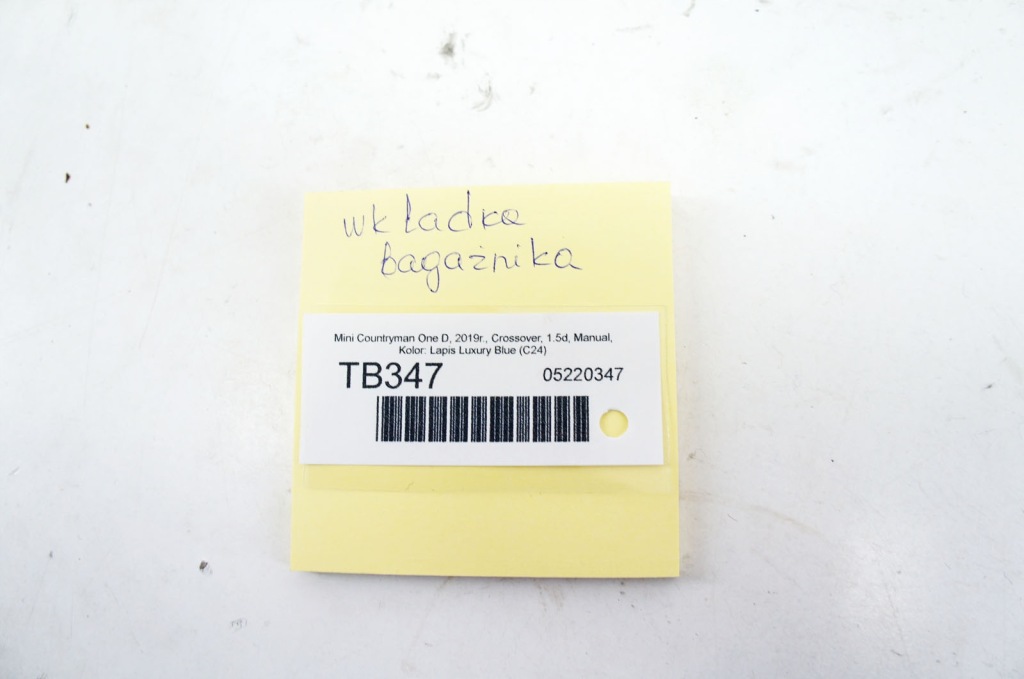 wkładka
bagażnika
Mini Countryman One D, 2019r., Crossover, 1.5d, Manual,
Kolor: Lapis Luxury Blue (C24)
TB347 05220347